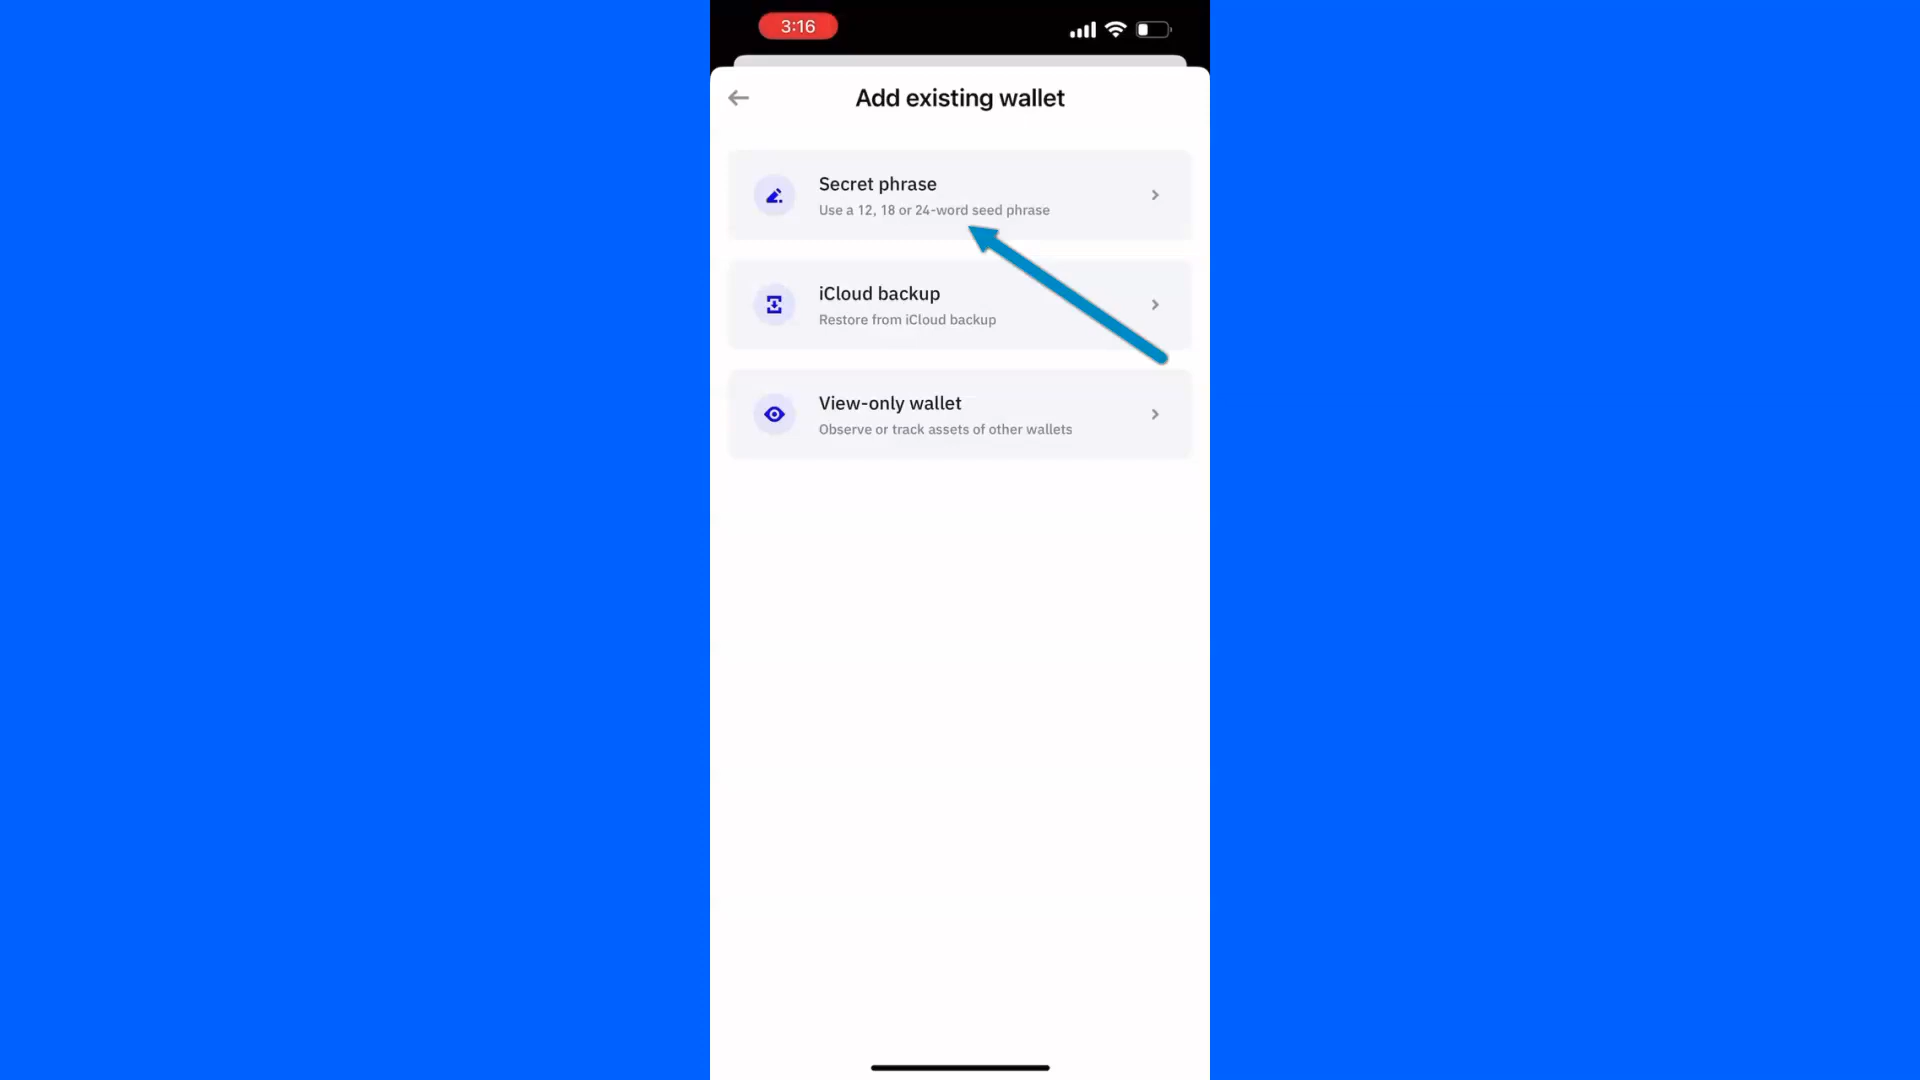 3:16
Add existing wallet
Secret phrase
Use a 12, 18 or 24-word seed phrase
iCloud backup
Restore from iCloud backup
View-only wallet
Observe or track assets of other wallets